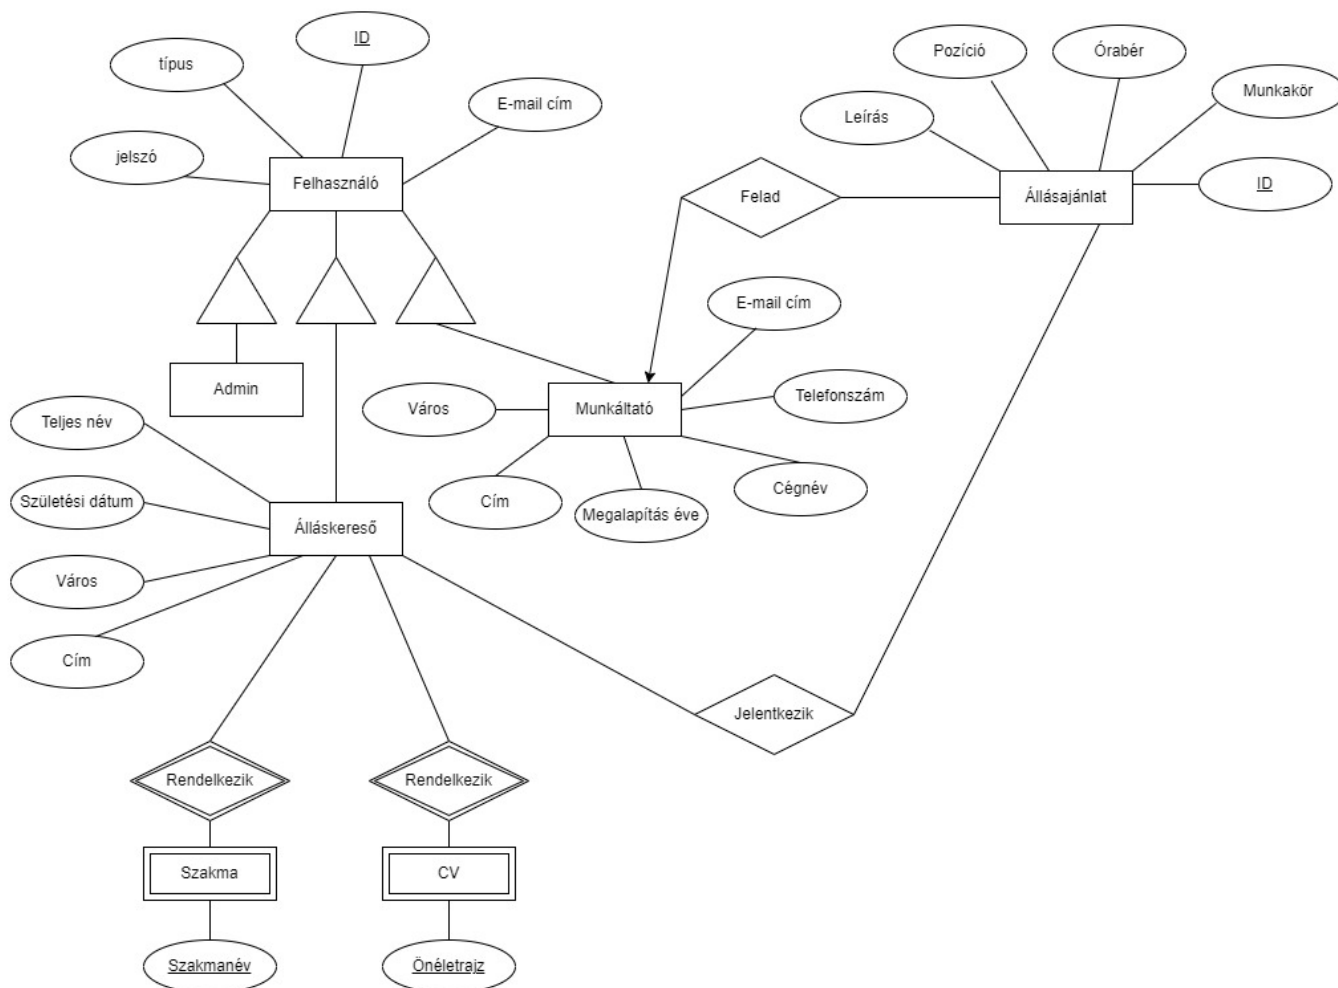 ID
típus
E-mail cím
jelszó
Felhasználó
Pozíció
Órabér
Munkakör
Leírás
Felad
Állásajánlat
ID
E-mail cím
Admin
Város
Munkáltató
Telefonszám
Teljes név
Cím
Megalapítás éve
Cégnév
Születési dátum
Álláskereső
Város
Cím
Jelentkezik
Rendelkezik
Rendelkezik
Szakma
CV
Szakmanév
Önéletrajz